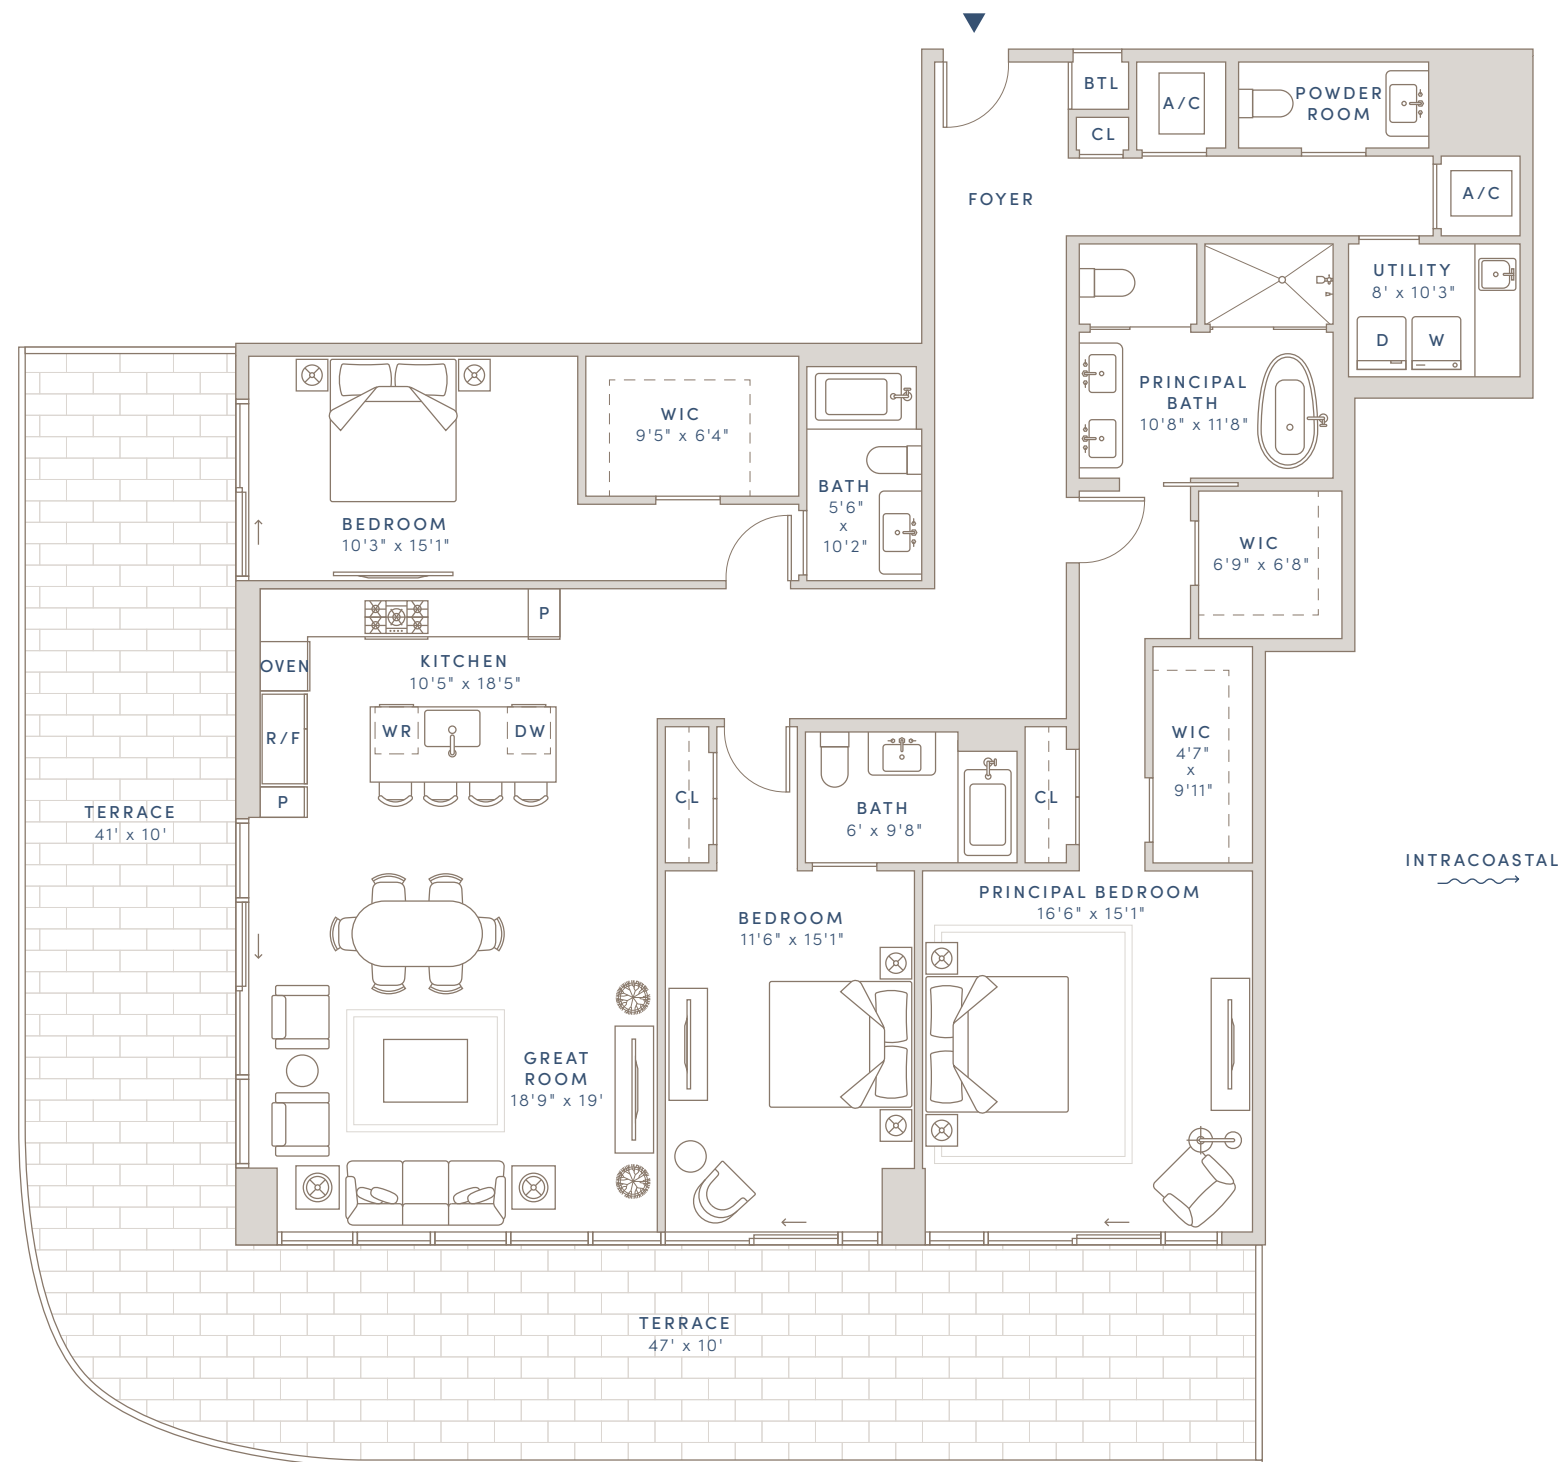 BTL
A/C
POWDER
ROOM
CL
FOYER
A/C
UTILITY
8' x 10'3"
D
W
PRINCIPAL
BATH
10'8" x 11'8"
WIC
9'5" x 6'4"
BATH
5'6"
x
10'2"
BEDROOM
10'3" x 15'1"
WIC
6'9" x 6'8"
P
OVEN
KITCHEN
10'5" x 18'5"
WR
DW
R/F
P
TERRACE
41' x 10'
CL
BATH
6' x 9'8"
CL
WIC
4'7"
x
9'11"
INTRACOASTAL
PRINCIPAL BEDROOM
16'6" x 15'1"
BEDROOM
11'6" x 15'1"
GREAT
ROOM
18'9" x 19'
TERRACE
47' x 10'